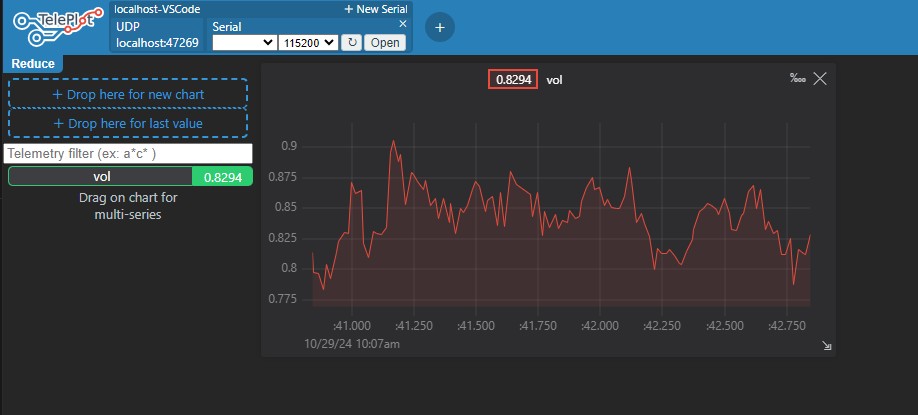 TelePlot
localhost-VSCode
+ New Serial
UDP
localhost:47269
Serial
115200
↻
Open
+
Reduce
+ Drop here for new chart
+ Drop here for last value
Telemetry filter (ex: a*c* )
vol 0.8294
Drag on chart for
multi-series
0.8294 vol
‱
0.9
0.875
0.85
0.825
0.8
0.775
:41.000 :41.250 :41.500 :41.750 :42.000 :42.250 :42.500 :42.750
10/29/24 10:07am